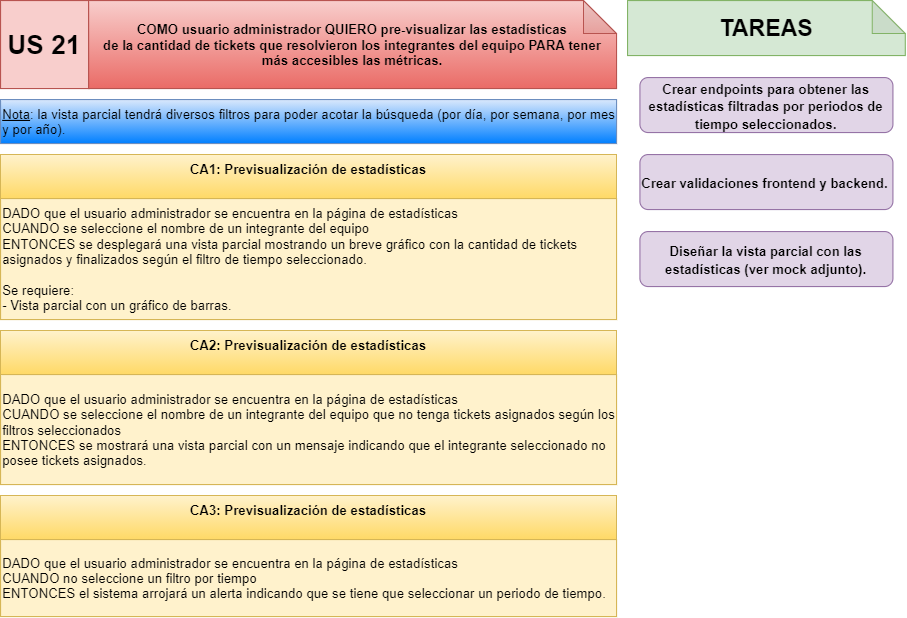 US 21
COMO usuario administrador QUIERO pre-visualizar las estadísticas
de la cantidad de tickets que resolvieron los integrantes del equipo PARA tener
más accesibles las métricas.
Nota: la vista parcial tendrá diversos filtros para poder acotar la búsqueda (por día, por semana, por mes
y por año).
CA1: Previsualización de estadísticas
DADO que el usuario administrador se encuentra en la página de estadísticas
CUANDO se seleccione el nombre de un integrante del equipo
ENTONCES se desplegará una vista parcial mostrando un breve gráfico con la cantidad de tickets
asignados y finalizados según el filtro de tiempo seleccionado.
Se requiere:
- Vista parcial con un gráfico de barras.
CA2: Previsualización de estadísticas
DADO que el usuario administrador se encuentra en la página de estadísticas
CUANDO se seleccione el nombre de un integrante del equipo que no tenga tickets asignados según los
filtros seleccionados
ENTONCES se mostrará una vista parcial con un mensaje indicando que el integrante seleccionado no
posee tickets asignados.
CA3: Previsualización de estadísticas
DADO que el usuario administrador se encuentra en la página de estadísticas
CUANDO no seleccione un filtro por tiempo
ENTONCES el sistema arrojará un alerta indicando que se tiene que seleccionar un periodo de tiempo.
TAREAS
Crear endpoints para obtener las
estadísticas filtradas por periodos de
tiempo seleccionados.
Crear validaciones frontend y backend.
Diseñar la vista parcial con las
estadísticas (ver mock adjunto).